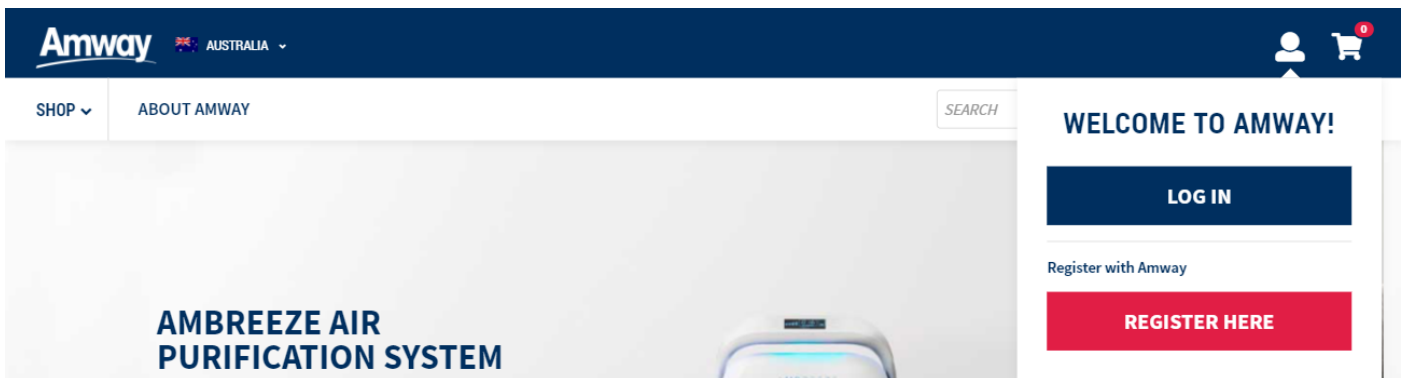 Amway
AUSTRALIA
0
SHOP
ABOUT AMWAY
SEARCH
WELCOME TO AMWAY!
LOG IN
Register with Amway
REGISTER HERE
AMBREEZE AIR
PURIFICATION SYSTEM